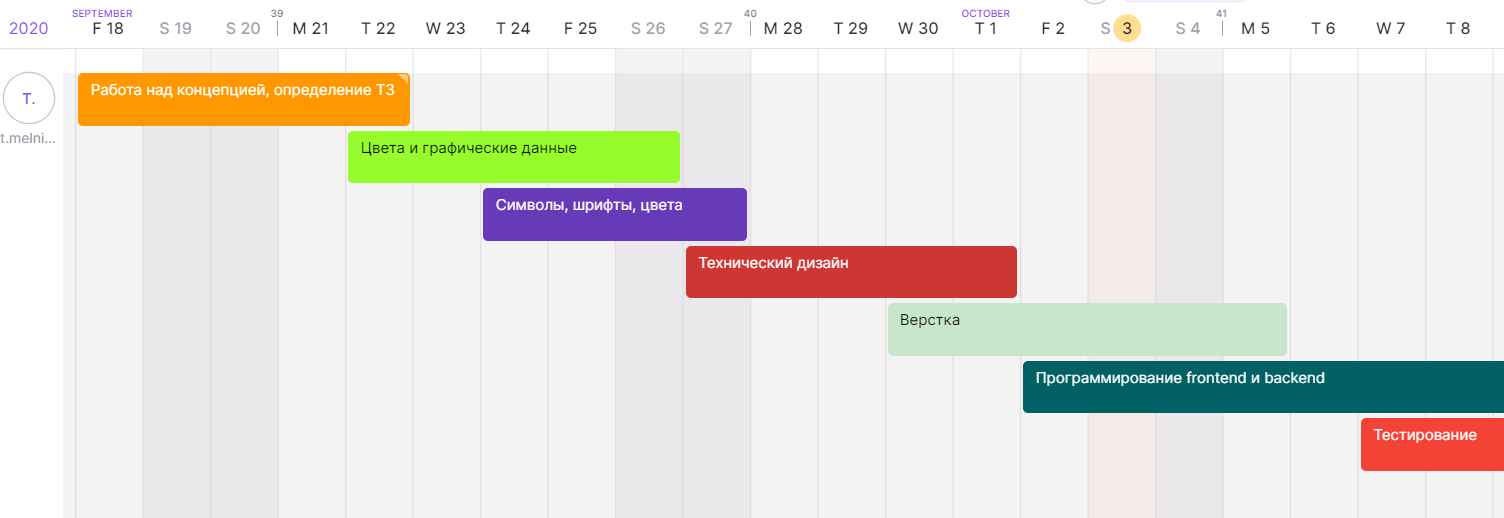 SEPTEMBER 39 40 OCTOBER 41
2020 F 18 S 19 S 20 M 21 T 22 W 23 T 24 F 25 S 26 S 27 M 28 T 29 W 30 T 1 F 2 S 3 S 4 M 5 T 6 W 7 T 8
T.
t.melni...
Работа над концепцией, определение ТЗ
Цвета и графические данные
Символы, шрифты, цвета
Технический дизайн
Верстка
Программирование frontend и backend
Тестирование